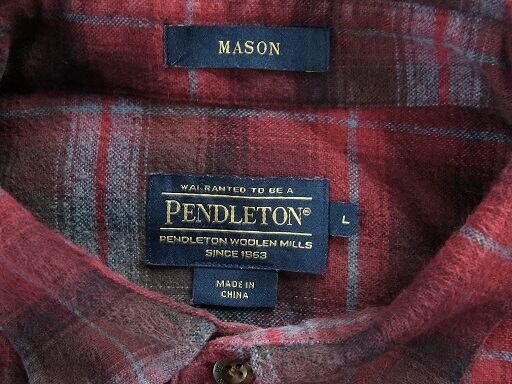 MASON
WARRANTED TO BE A
PENDLETON®
PENDLETON WOOLEN MILLS
SINCE 1863
L
MADE IN
CHINA